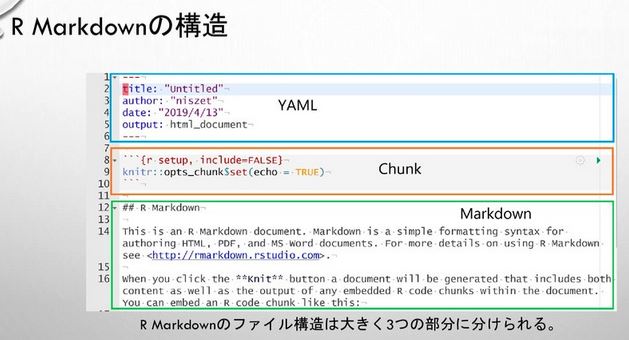 R Markdownの構造
1 ---
2 title: "Untitled"
3 author: "niszet"
4 date: "2019/4/13"
5 output: html_document
6 ---
YAML
7
8 ```{r setup, include=FALSE}
9 knitr::opts_chunk$set(echo = TRUE)
10 ```
Chunk
11
12 ## R Markdown
13
Markdown
14 This is an R Markdown document. Markdown is a simple formatting syntax for
authoring HTML, PDF, and MS Word documents. For more details on using R Markdown
see <http://rmarkdown.rstudio.com>.
15
16 When you click the **Knit** button a document will be generated that includes both
content as well as the output of any embedded R code chunks within the document.
You can embed an R code chunk like this:
R Markdownのファイル構造は大きく3つの部分に分けられる。